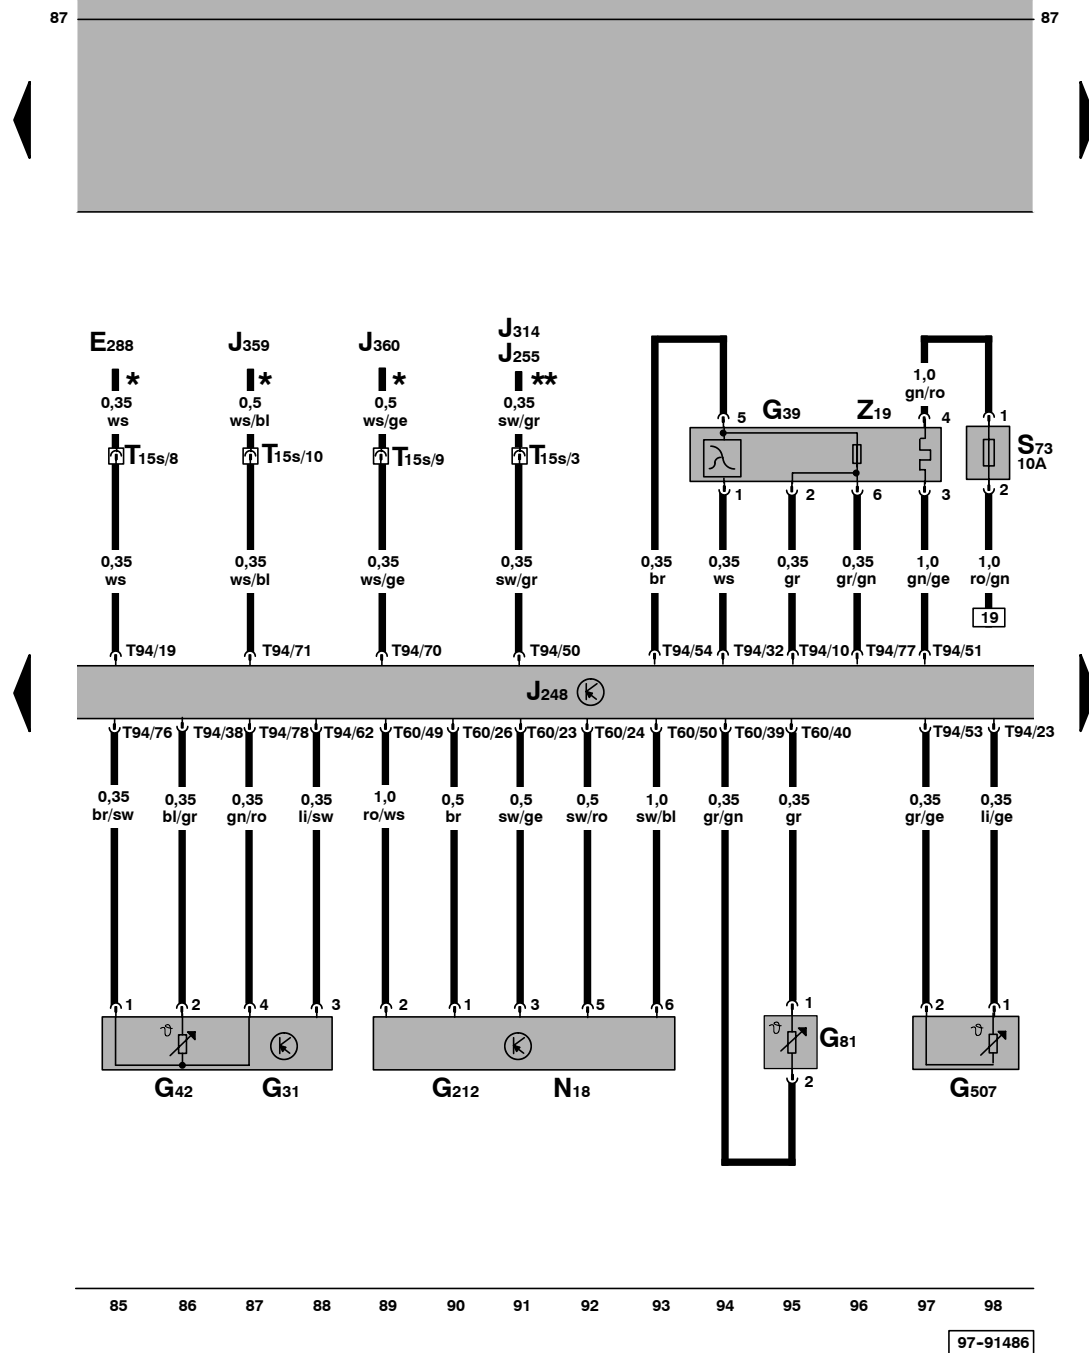 87 87
J314
E288 J359 J360 J255
* * * **
0,35 0,5 0,5 0,35 1,0
ws ws/bl ws/ge sw/gr gn/ro
5 G39 Z19 4 1
T15s/8 T15s/10 T15s/9 T15s/3 S73
10A
1 2 6 3 2
0,35 0,35 0,35 0,35 0,35 0,35 0,35 0,35 1,0 1,0
ws ws/bl ws/ge sw/gr br ws gr gr/gn gn/ge ro/gn
19
T94/19 T94/71 T94/70 T94/50 T94/54 T94/32 T94/10 T94/77 T94/51
J248
T94/76 T94/38 T94/78 T94/62 T60/49 T60/26 T60/23 T60/24 T60/50 T60/39 T60/40 T94/53 T94/23
0,35 0,35 0,35 0,35 1,0 0,5 0,5 0,5 1,0 0,35 0,35 0,35 0,35
br/sw bl/gr gn/ro li/sw ro/ws br sw/ge sw/ro sw/bl gr/gn gr gr/ge li/ge
1 2 4 3 2 1 3 5 6 1 2 1
ϑ ϑ ϑ
G81
G42 G31 G212 N18 2 G507
85 86 87 88 89 90 91 92 93 94 95 96 97 98
97-91486